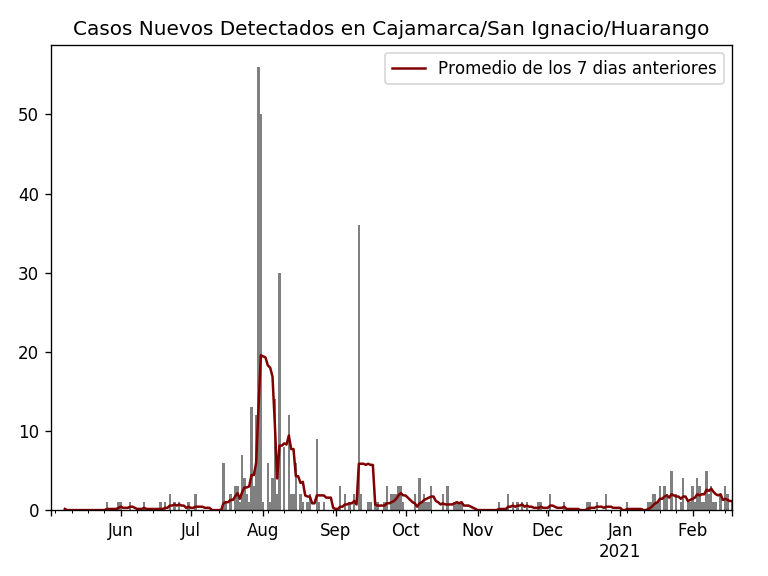 Casos Nuevos Detectados en Cajamarca/San Ignacio/Huarango
Promedio de los 7 dias anteriores
50
40
30
20
10
0
Jun Jul Aug Sep Oct Nov Dec Jan Feb
2021